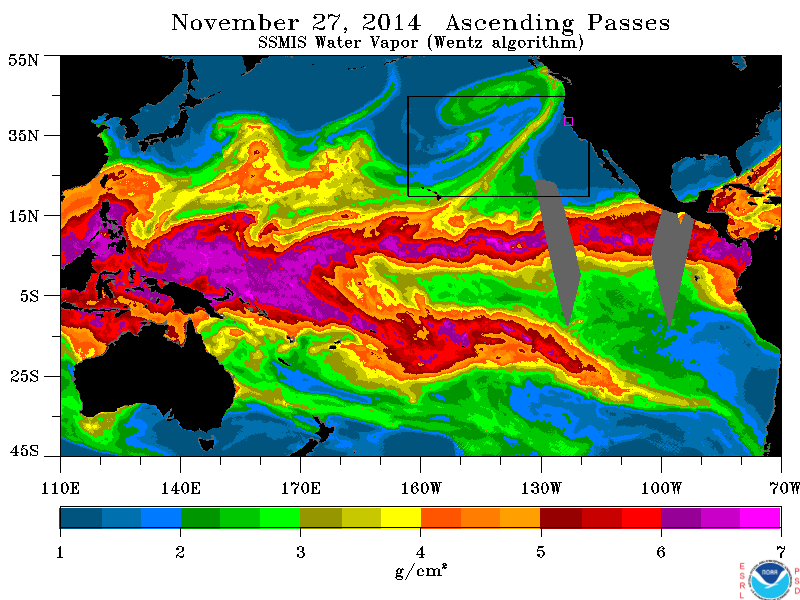 November 27, 2014  Ascending Passes
SSMIS Water Vapor (Wentz algorithm)
55N
35N
15N
5S
25S
45S
110E 140E 170E 160W 130W 100W 70W
1 2 3 4 5 6 7
g/cm²
ESRL NOAA PSD